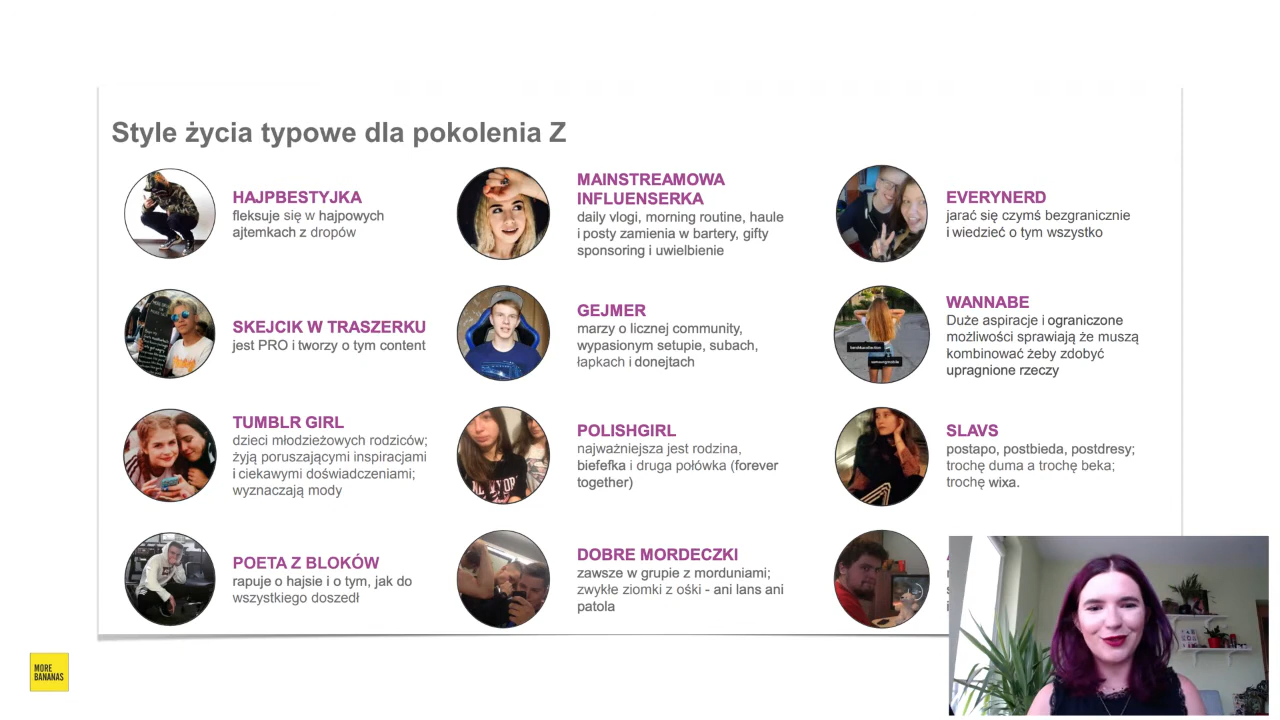 Style życia typowe dla pokolenia Z
HAJPBESTYJKA
fleksuje się w hajpowych
ajtemkach z dropów
MAINSTREAMOWA
INFLUENSERKA
daily vlogi, morning routine, haule
i posty zamienia w bartery, gifty
sponsoring i uwielbienie
EVERYNERD
jarać się czymś bezgranicznie
i wiedzieć o tym wszystko
SKEJCIK W TRASZERKU
jest PRO i tworzy o tym content
GEJMER
marzy o licznej community,
wypasionym setupie, subach,
łapkach i donejtach
WANNABE
Duże aspiracje i ograniczone
możliwości sprawiają że muszą
kombinować żeby zdobyć
upragnione rzeczy
TUMBLR GIRL
dzieci młodzieżowych rodziców;
żyją poruszającymi inspiracjami
i ciekawymi doświadczeniami;
wyznaczają mody
POLISHGIRL
najważniejsza jest rodzina,
biefefka i druga połówka (forever
together)
SLAVS
postapo, postbieda, postdresy;
trochę duma a trochę beka;
trochę wixa.
POETA Z BLOKÓW
rapuje o hajsie i o tym, jak do
wszystkiego doszedł
DOBRE MORDECZKI
zawsze w grupie z morduniami;
zwykłe ziomki z ośki - ani lans ani
patola
MORE
BANANAS